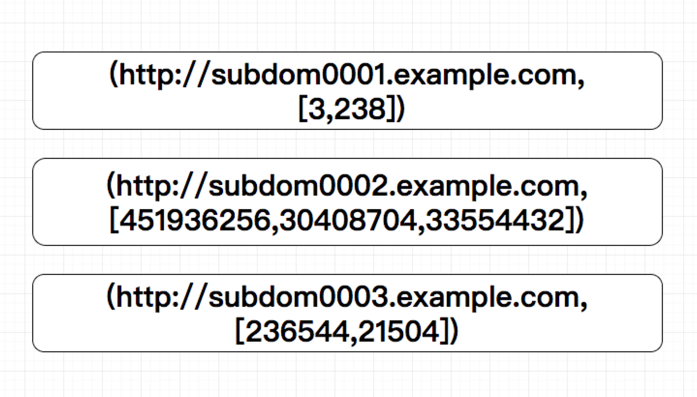 (http://subdom0001.example.com,
[3,238])
(http://subdom0002.example.com,
[451936256,30408704,33554432])
(http://subdom0003.example.com,
[236544,21504])